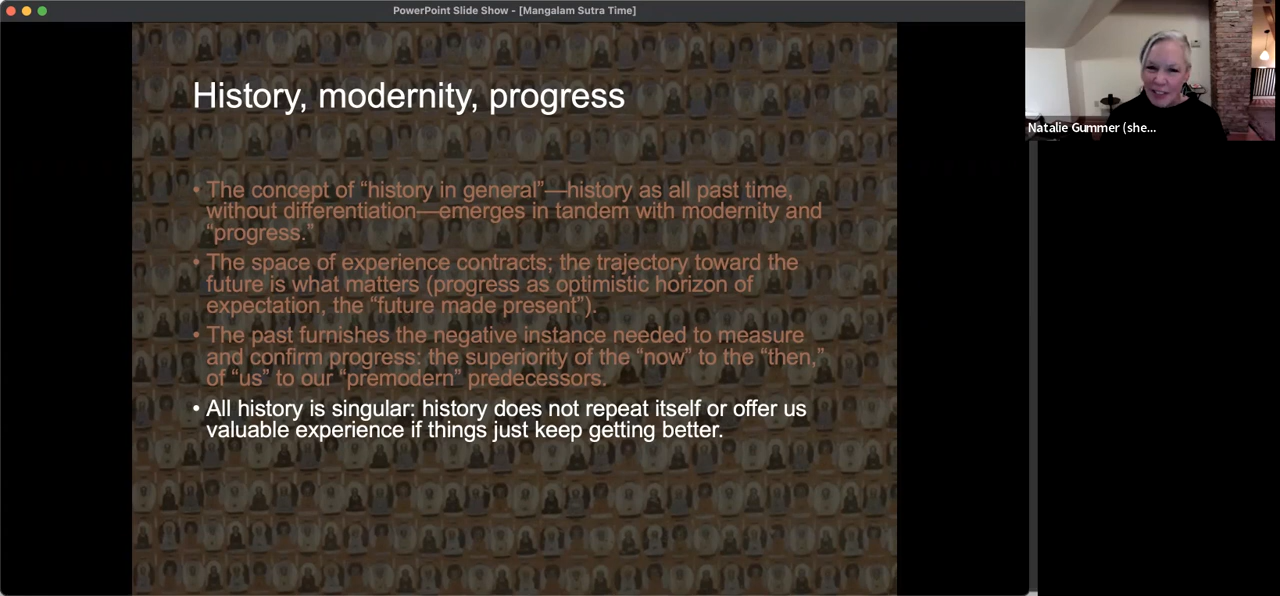 PowerPoint Slide Show - [Mangalam Sutra Time]
History, modernity, progress
• The concept of “history in general”—history as all past time,
without differentiation—emerges in tandem with modernity and
“progress.”
• The space of experience contracts; the trajectory toward the
future is what matters (progress as optimistic horizon of
expectation, the “future made present”).
• The past furnishes the negative instance needed to measure
and confirm progress: the superiority of the “now” to the “then,”
of “us” to our “premodern” predecessors.
• All history is singular: history does not repeat itself or offer us
valuable experience if things just keep getting better.
Natalie Gummer (she...